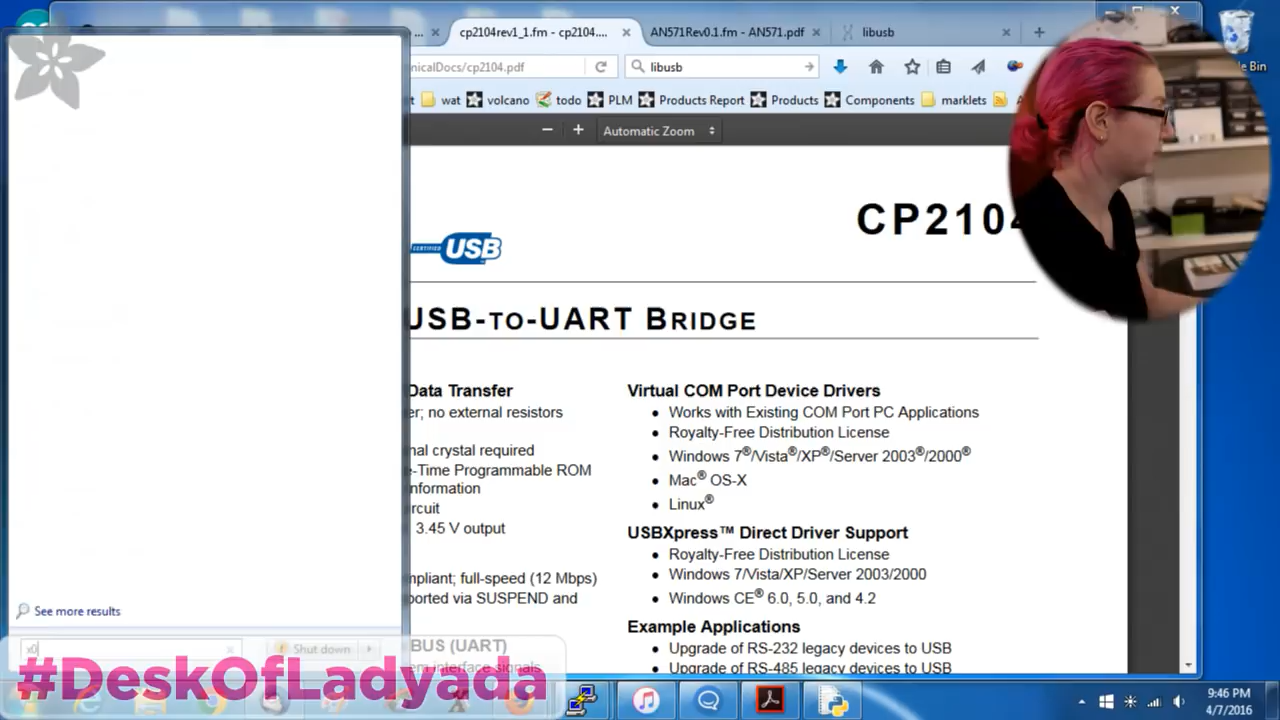 ... cp2104rev1_1.fm - cp2104.... AN571Rev0.1.fm - AN571.pdf libusb
nicalDocs/cp2104.pdf libusb
wat volcano todo PLM Products Report Products Components marklets
Automatic Zoom
Bin
CP2104
CERTIFIED USB
USB-TO-UART BRIDGE
Data Transfer
er; no external resistors
nal crystal required
e-Time Programmable ROM
nformation
rcuit
3.45 V output
mpliant; full-speed (12 Mbps)
orted via SUSPEND and
BUS (UART)
em interface signals
Virtual COM Port Device Drivers
• Works with Existing COM Port PC Applications
• Royalty-Free Distribution License
• Windows 7®/Vista®/XP®/Server 2003®/2000®
• Mac® OS-X
• Linux®
USBXpress™ Direct Driver Support
• Royalty-Free Distribution License
• Windows 7/Vista/XP/Server 2003/2000
• Windows CE® 6.0, 5.0, and 4.2
Example Applications
• Upgrade of RS-232 legacy devices to USB
• Upgrade of RS-485 legacy devices to USB
See more results
x0 Shut down
#DeskOfLadyada
9:46 PM
4/7/2016